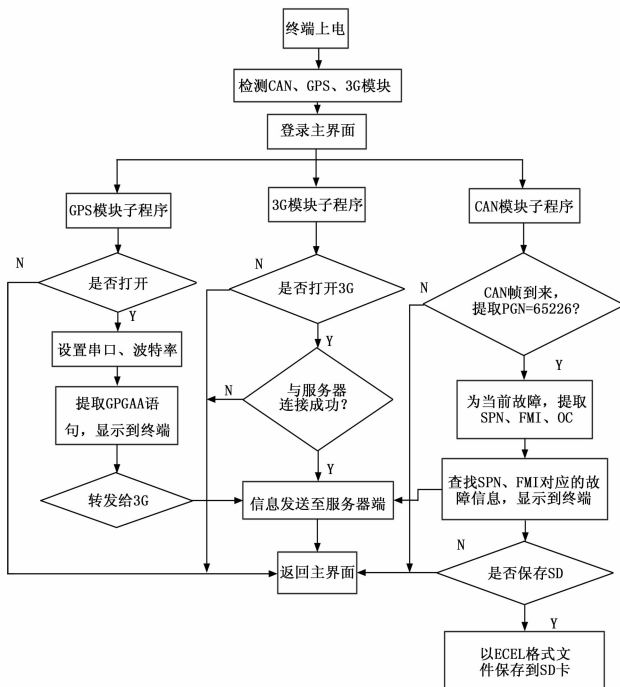 终端上电
检测CAN、GPS、3G模块
登录主界面
GPS模块子程序
3G模块子程序
CAN模块子程序
N
是否打开
Y
设置串口、波特率
提取GPGAA语
句，显示到终端
转发给3G
N
是否打开3G
Y
N
与服务器
连接成功？
Y
信息发送至服务器端
返回主界面
N
CAN帧到来，
提取PGN=65226?
Y
为当前故障，提取
SPN、FMI、OC
查找SPN、FMI对应的故
障信息，显示到终端
N
是否保存SD
Y
以ECEL格式文
件保存到SD卡